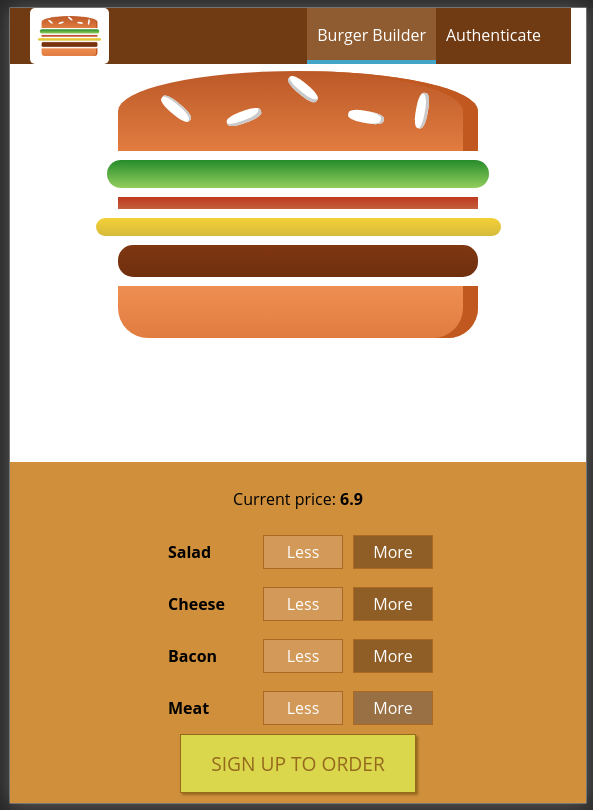 Burger Builder Authenticate
Current price: 6.9
Salad Less More
Cheese Less More
Bacon Less More
Meat Less More
SIGN UP TO ORDER